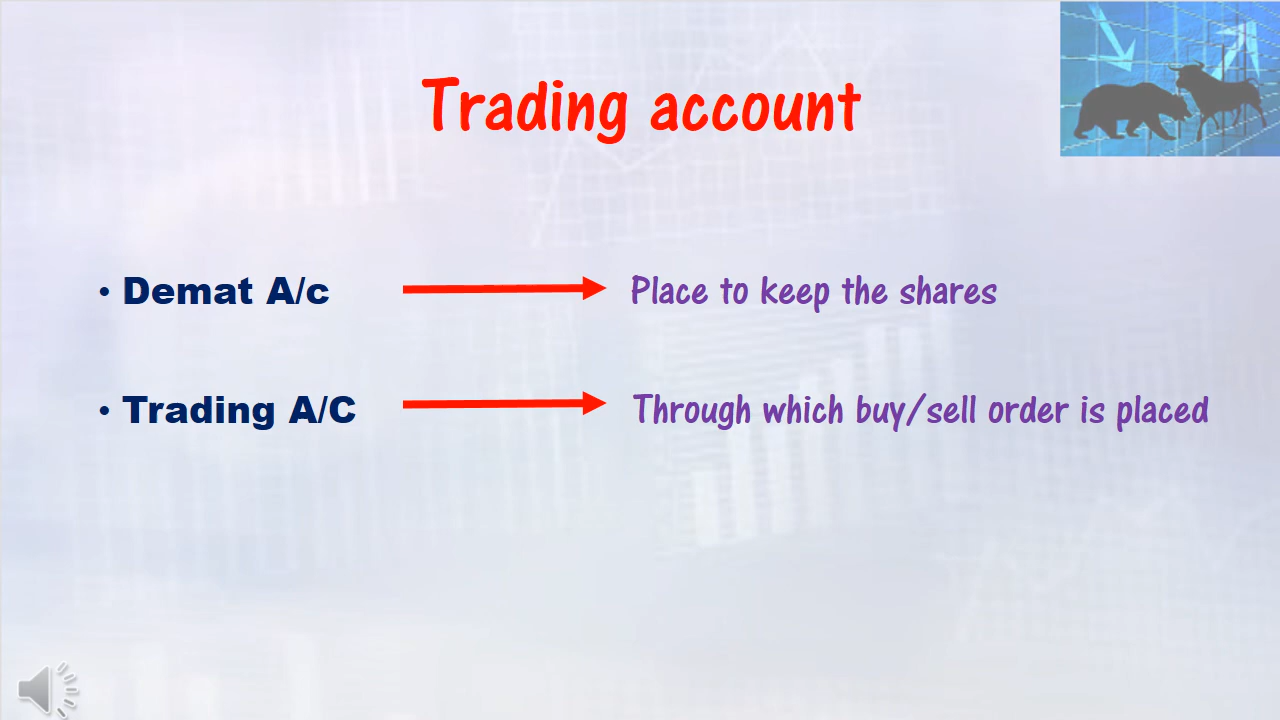 Trading account
• Demat A/c Place to keep the shares
• Trading A/C Through which buy/sell order is placed